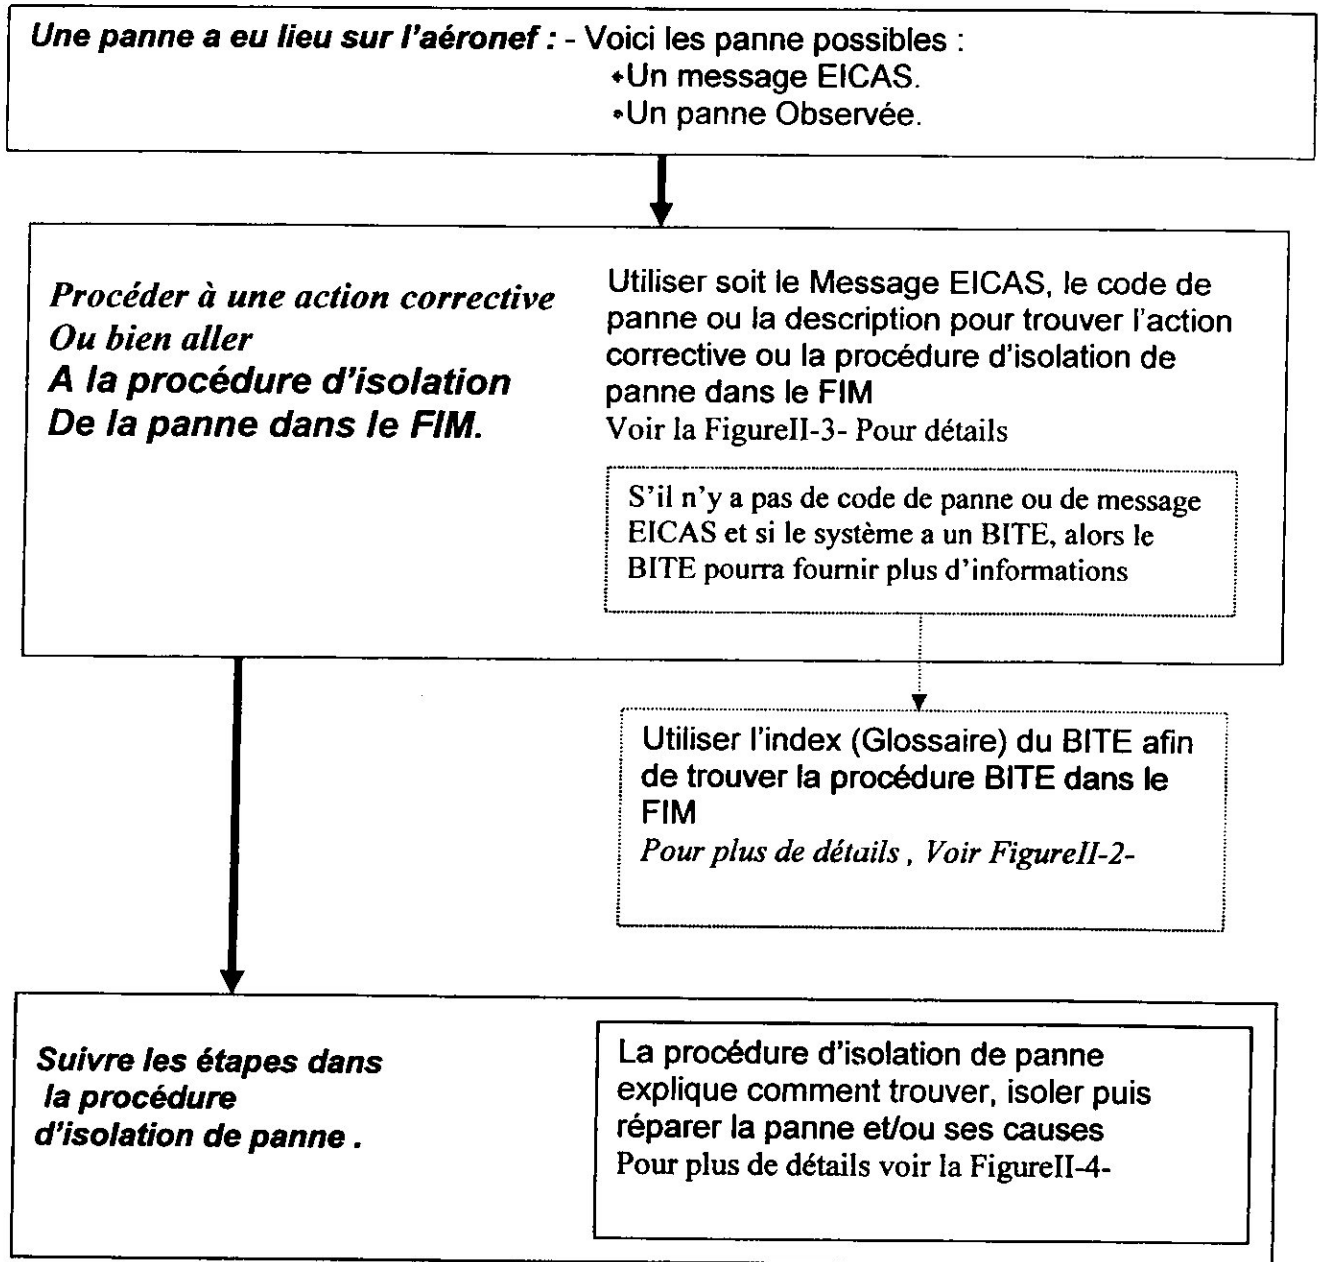 Une panne a eu lieu sur l'aéronef : - Voici les panne possibles :
•Un message EICAS.
•Un panne Observée.
Procéder à une action corrective
Ou bien aller
A la procédure d'isolation
De la panne dans le FIM.
Utiliser soit le Message EICAS, le code de
panne ou la description pour trouver l'action
corrective ou la procédure d'isolation de
panne dans le FIM
Voir la FigureII-3- Pour détails
S'il n'y a pas de code de panne ou de message
EICAS et si le système a un BITE, alors le
BITE pourra fournir plus d'informations
Utiliser l'index (Glossaire) du BITE afin
de trouver la procédure BITE dans le
FIM
Pour plus de détails , Voir FigureII-2-
Suivre les étapes dans
la procédure
d'isolation de panne .
La procédure d'isolation de panne
explique comment trouver, isoler puis
réparer la panne et/ou ses causes
Pour plus de détails voir la FigureII-4-